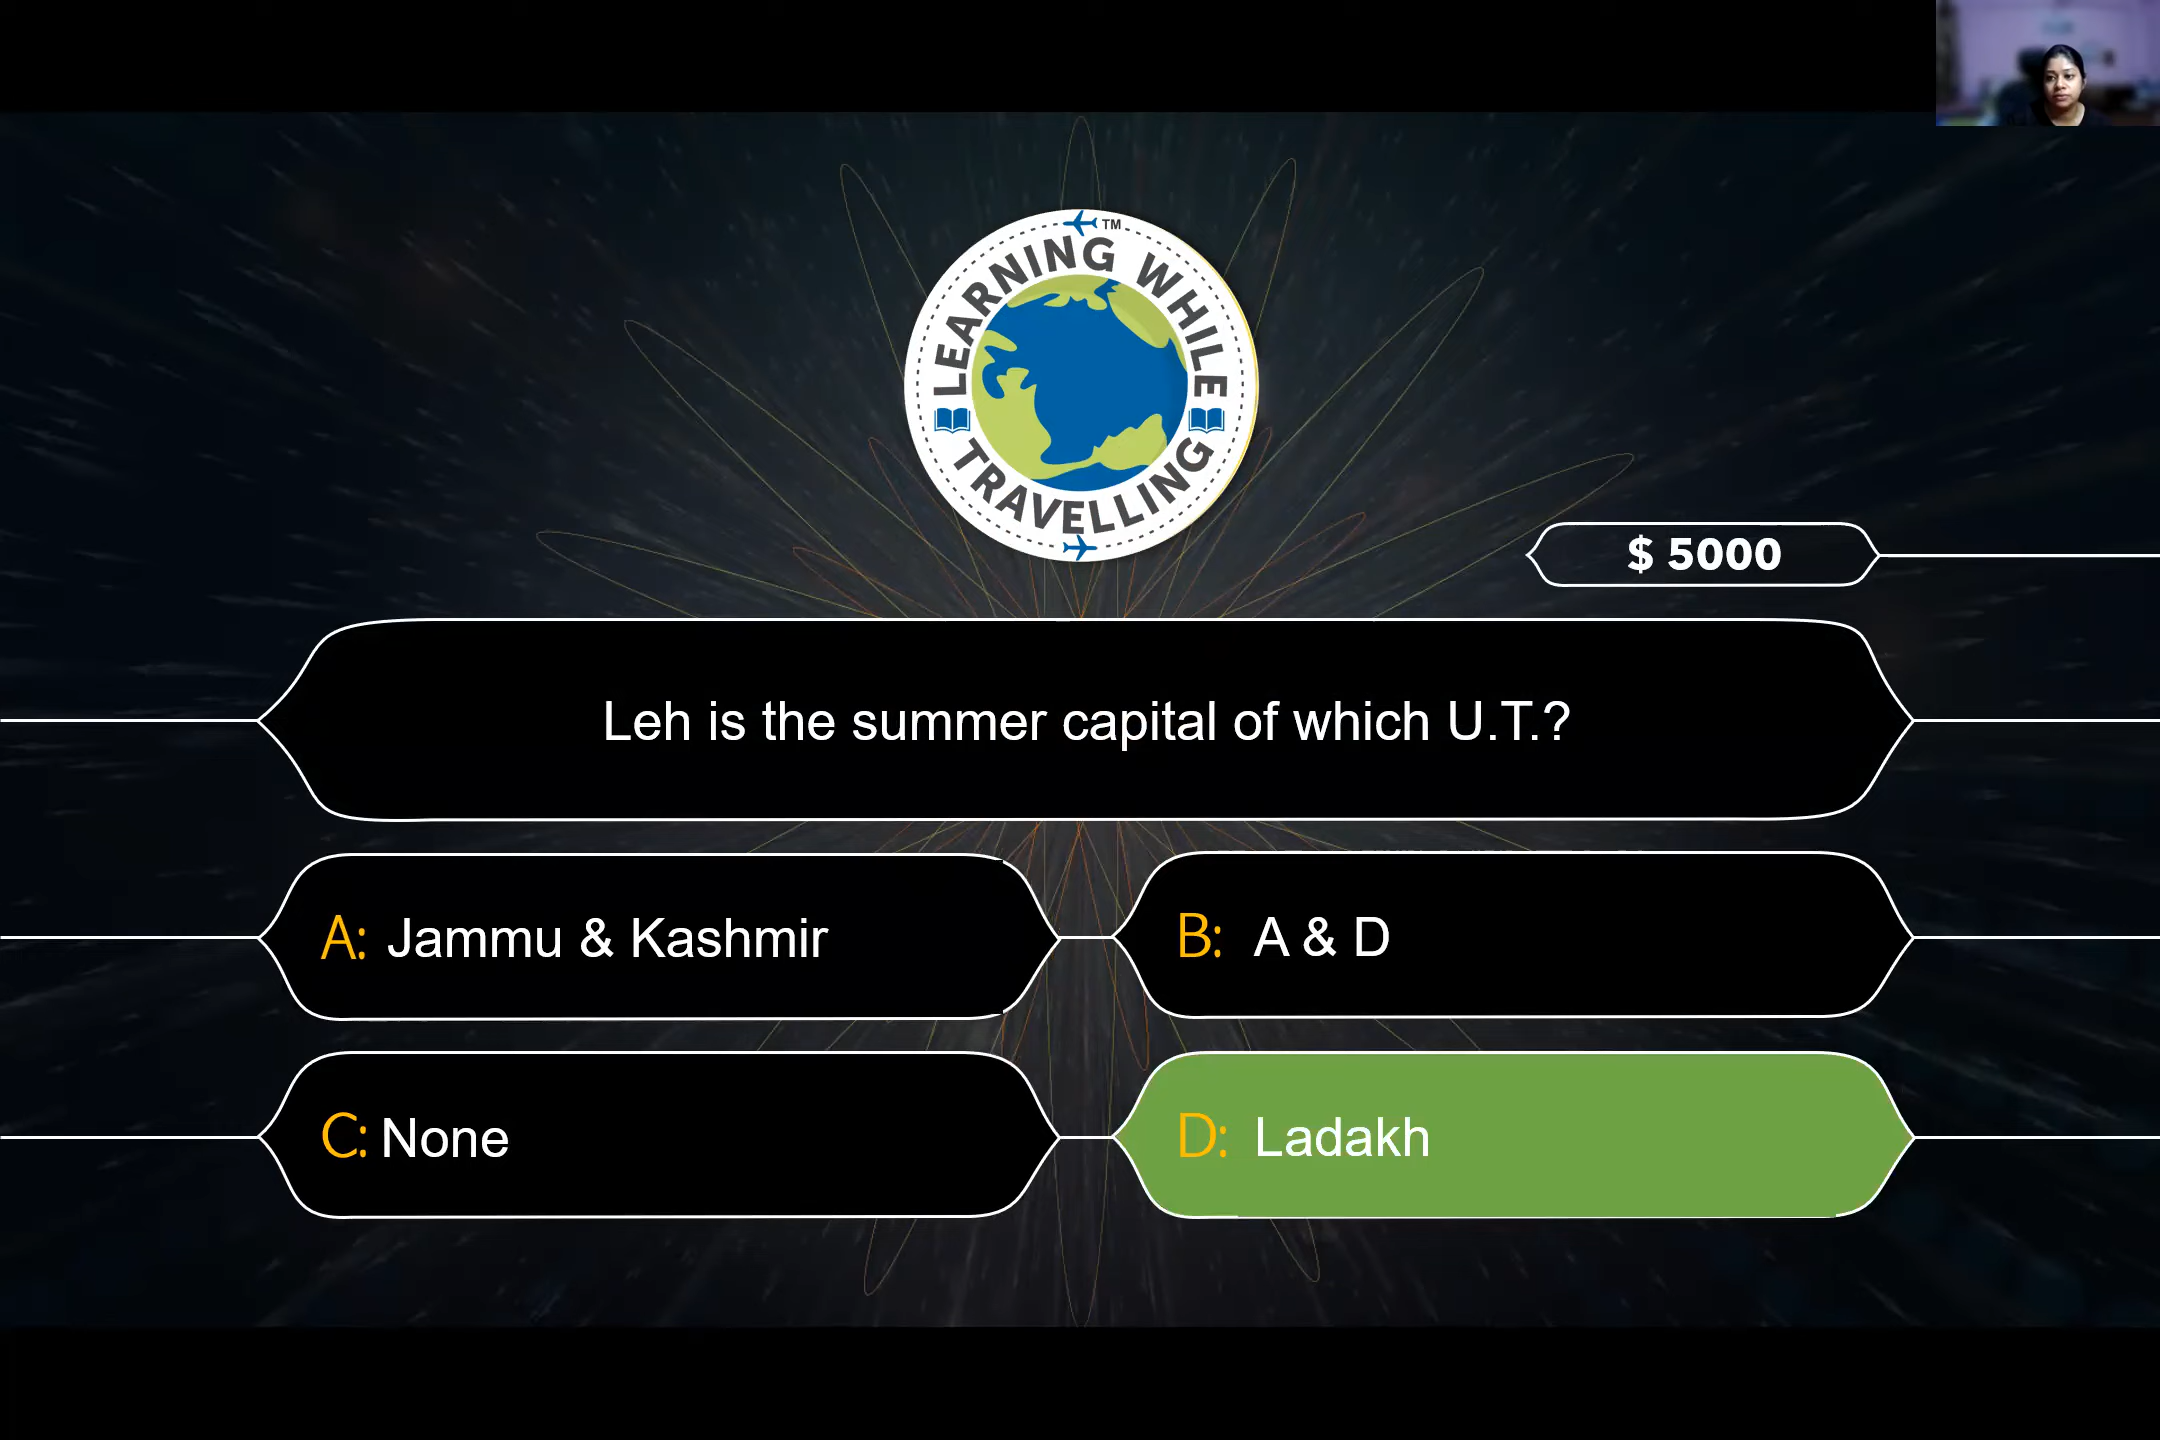 LEARNING WHILE
TRAVELLING
TM
$ 5000
Leh is the summer capital of which U.T.?
A: Jammu & Kashmir
B: A & D
C: None
D: Ladakh